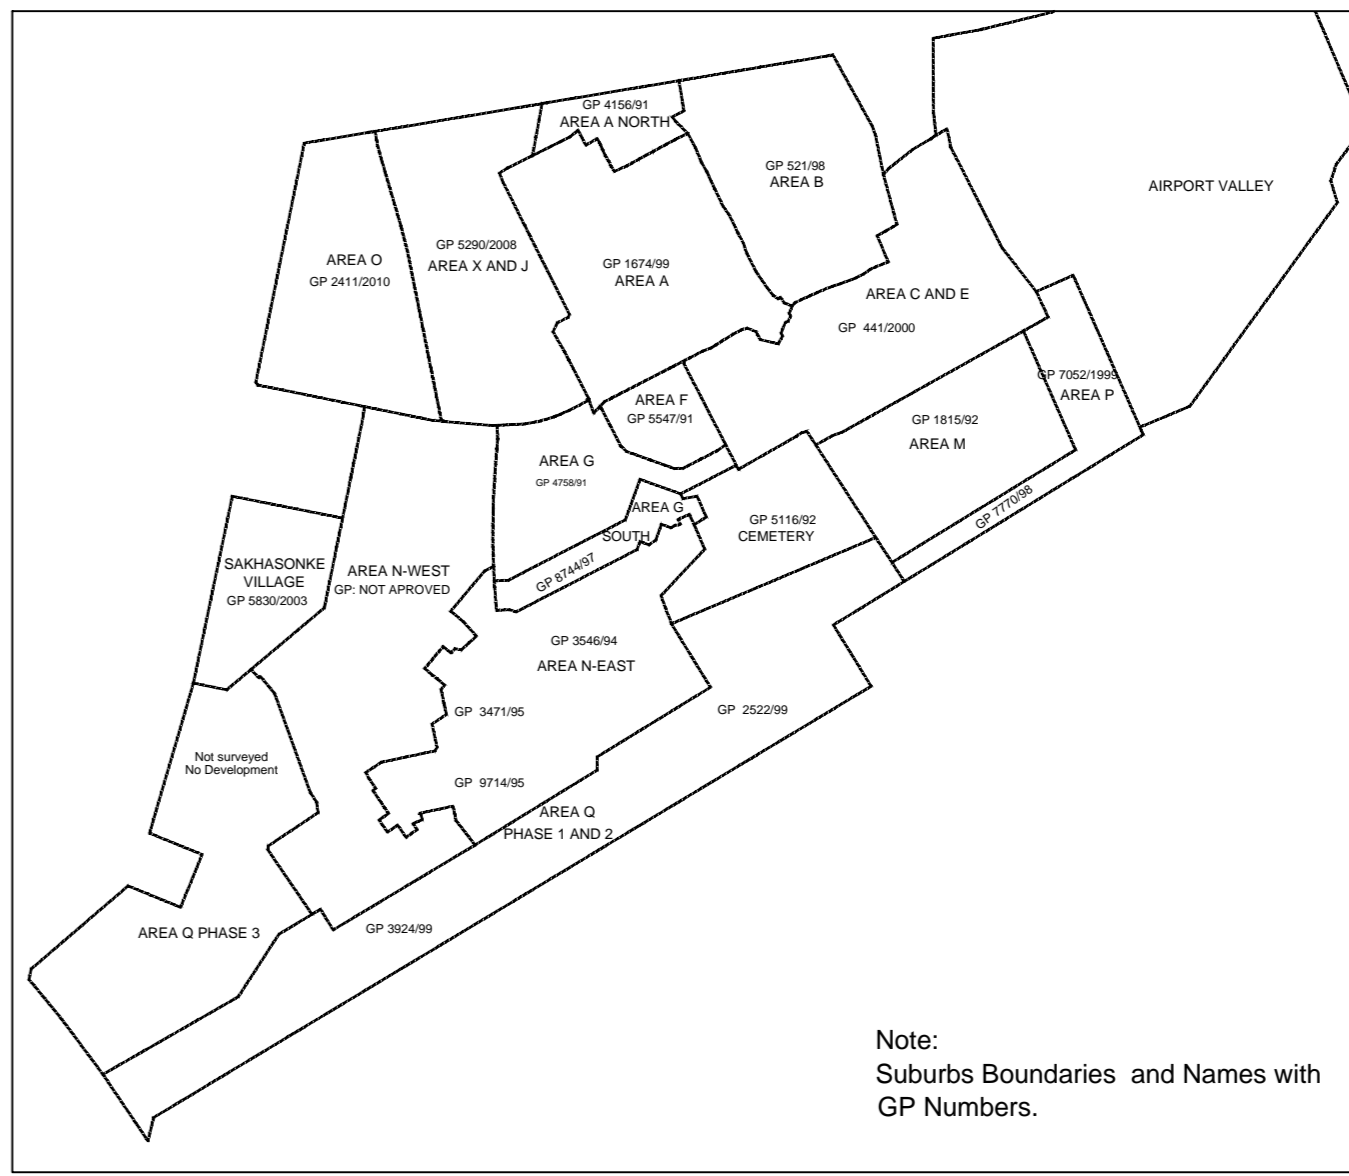 GP 4156/91
AREA A NORTH
GP 521/98
AREA B
AIRPORT VALLEY
GP 5290/2008
AREA X AND J
AREA O
GP 2411/2010
GP 1674/99
AREA A
AREA C AND E
GP 441/2000
GP 7052/1999
AREA P
AREA F
GP 5547/91
GP 1815/92
AREA M
AREA G
GP 4758/91
AREA G
SOUTH
GP 8744/97
GP 5116/92
CEMETERY
GP 7770/98
SAKHASONKE
VILLAGE
GP 5830/2003
AREA N-WEST
GP: NOT APROVED
GP 3546/94
AREA N-EAST
GP 3471/95
GP 2522/99
Not surveyed
No Development
GP 9714/95
AREA Q
PHASE 1 AND 2
AREA Q PHASE 3
GP 3924/99
Note:
Suburbs Boundaries and Names with
GP Numbers.